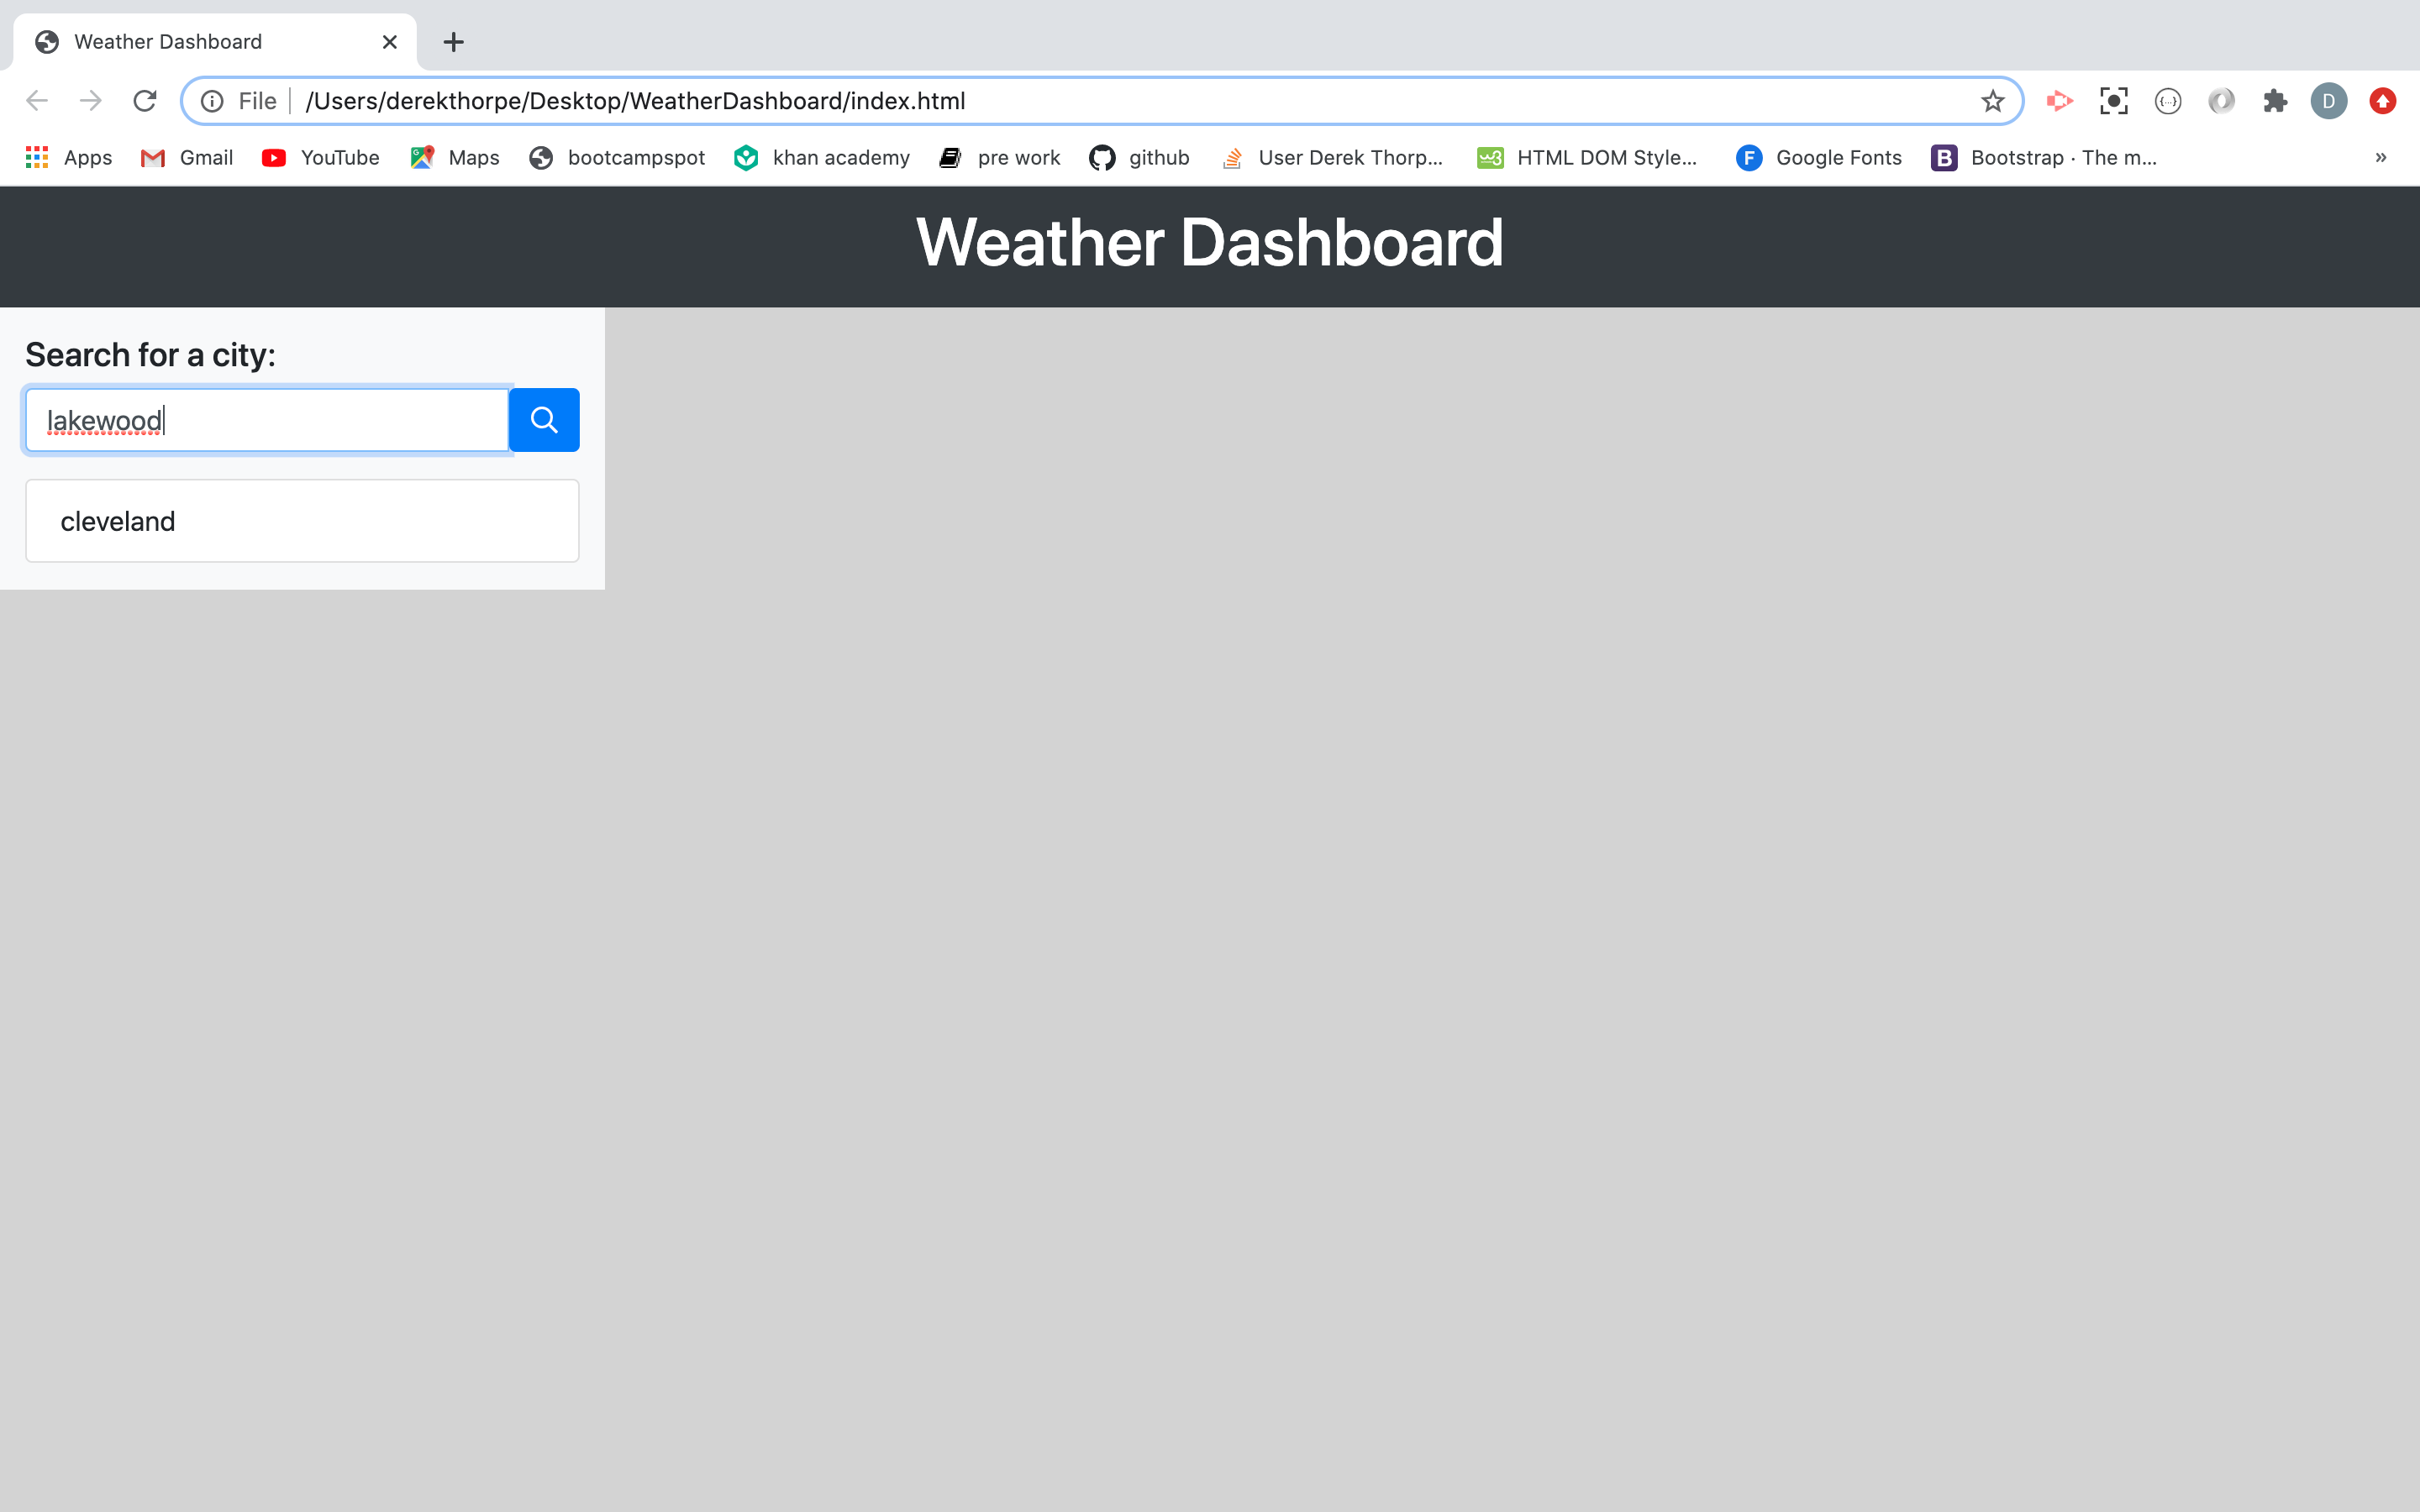 Weather Dashboard
File /Users/derekthorpe/Desktop/WeatherDashboard/index.html
D
Apps Gmail YouTube Maps bootcampspot khan academy pre work github User Derek Thorp... HTML DOM Style... Google Fonts Bootstrap · The m... »
Weather Dashboard
Search for a city:
lakewood
cleveland